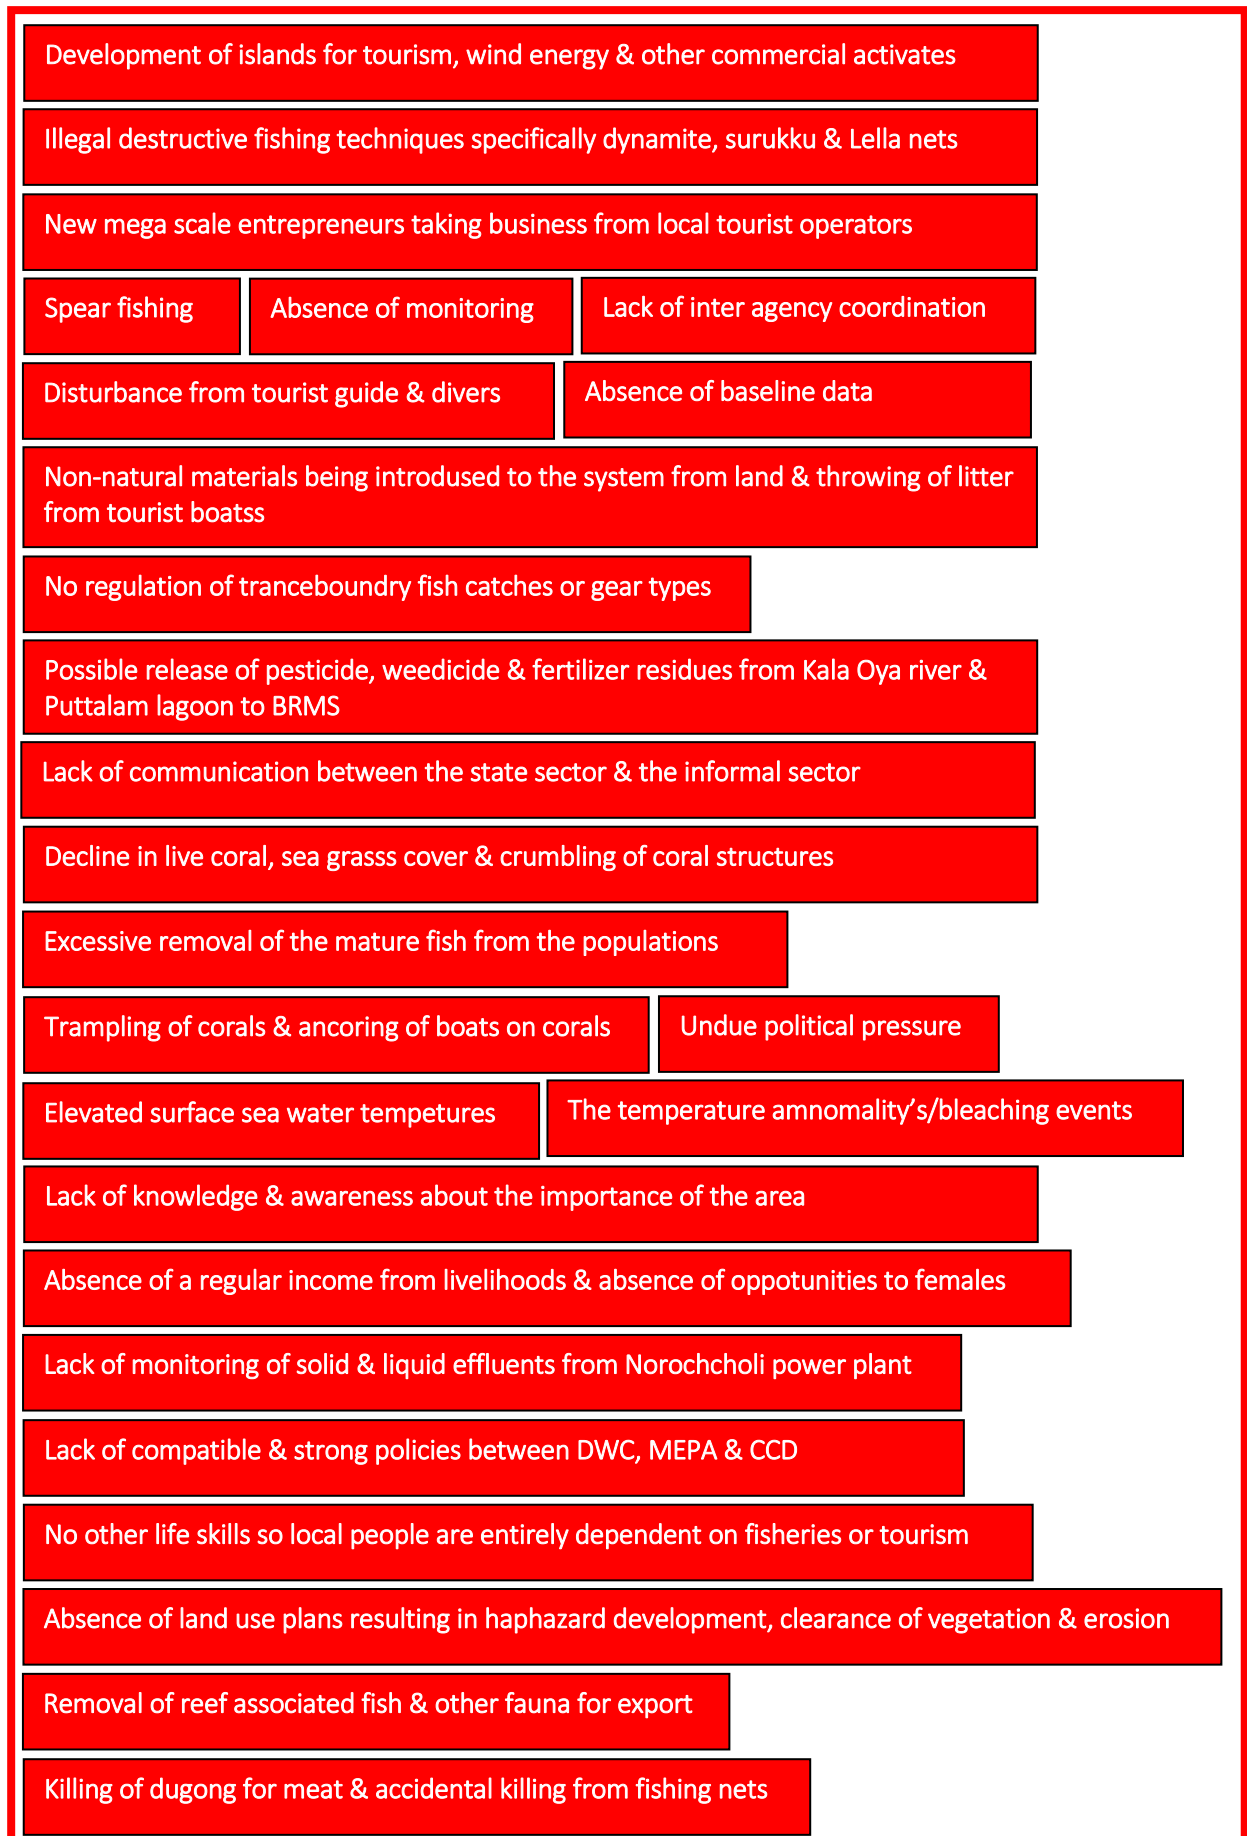 Development of islands for tourism, wind energy & other commercial activates
Illegal destructive fishing techniques specifically dynamite, surukku & Lella nets
New mega scale entrepreneurs taking business from local tourist operators
Spear fishing
Absence of monitoring
Lack of inter agency coordination
Disturbance from tourist guide & divers
Absence of baseline data
Non-natural materials being introdused to the system from land & throwing of litter
from tourist boatss
No regulation of tranceboundry fish catches or gear types
Possible release of pesticide, weedicide & fertilizer residues from Kala Oya river &
Puttalam lagoon to BRMS
Lack of communication between the state sector & the informal sector
Decline in live coral, sea grasss cover & crumbling of coral structures
Excessive removal of the mature fish from the populations
Trampling of corals & ancoring of boats on corals
Undue political pressure
Elevated surface sea water tempetures
The temperature amnomality’s/bleaching events
Lack of knowledge & awareness about the importance of the area
Absence of a regular income from livelihoods & absence of oppotunities to females
Lack of monitoring of solid & liquid effluents from Norochcholi power plant
Lack of compatible & strong policies between DWC, MEPA & CCD
No other life skills so local people are entirely dependent on fisheries or tourism
Absence of land use plans resulting in haphazard development, clearance of vegetation & erosion
Removal of reef associated fish & other fauna for export
Killing of dugong for meat & accidental killing from fishing nets